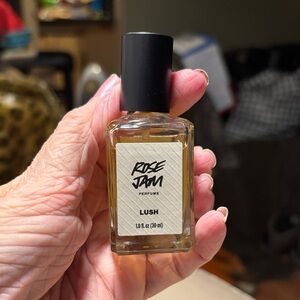 ROSE
JAM
PERFUME
LUSH
1.0 fl. oz (30 ml)